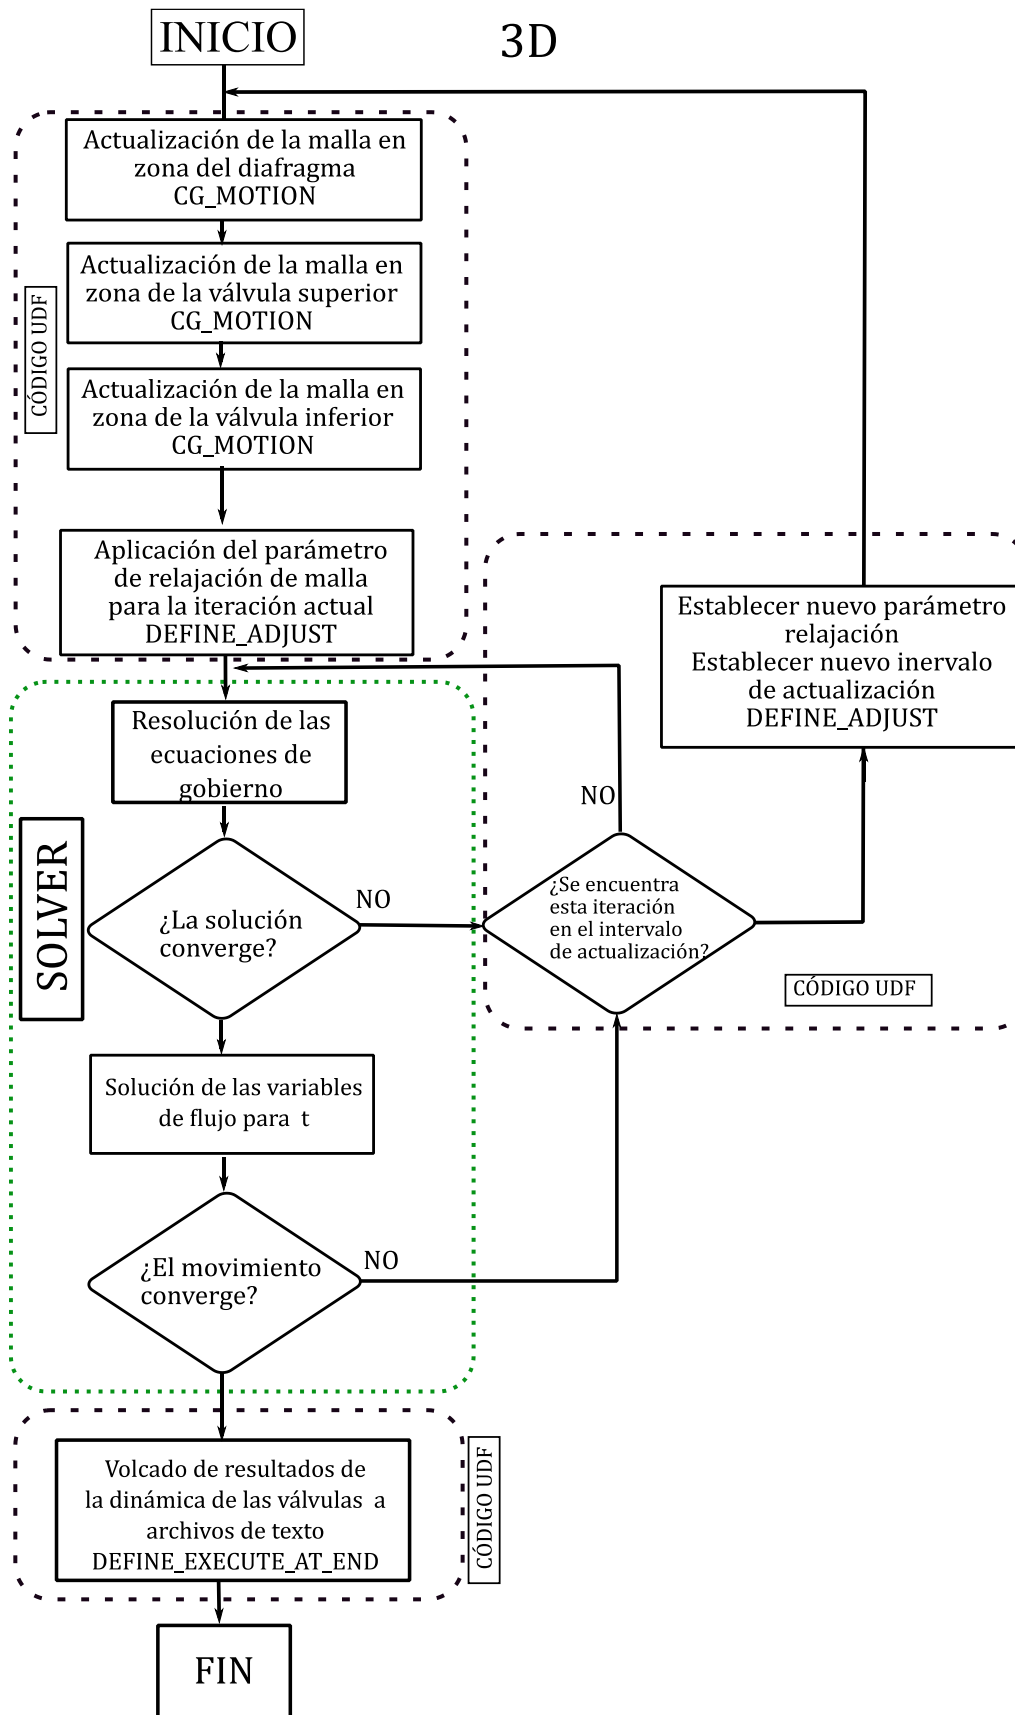 INICIO
3D
Actualización de la malla en
zona del diafragma
CG_MOTION
Actualización de la malla en
zona de la válvula superior
CG_MOTION
CÓDIGO UDF
Actualización de la malla en
zona de la válvula inferior
CG_MOTION
Aplicación del parámetro
de relajación de malla
para la iteración actual
DEFINE_ADJUST
Establecer nuevo parámetro
relajación
Establecer nuevo inervalo
de actualización
DEFINE_ADJUST
Resolución de las
ecuaciones de
gobierno
NO
SOLVER
¿La solución
converge?
NO
¿Se encuentra
esta iteración
en el intervalo
de actualización?
CÓDIGO UDF
Solución de las variables
de flujo para t
¿El movimiento
converge?
NO
Volcado de resultados de
la dinámica de las válvulas a
archivos de texto
DEFINE_EXECUTE_AT_END
CÓDIGO UDF
FIN